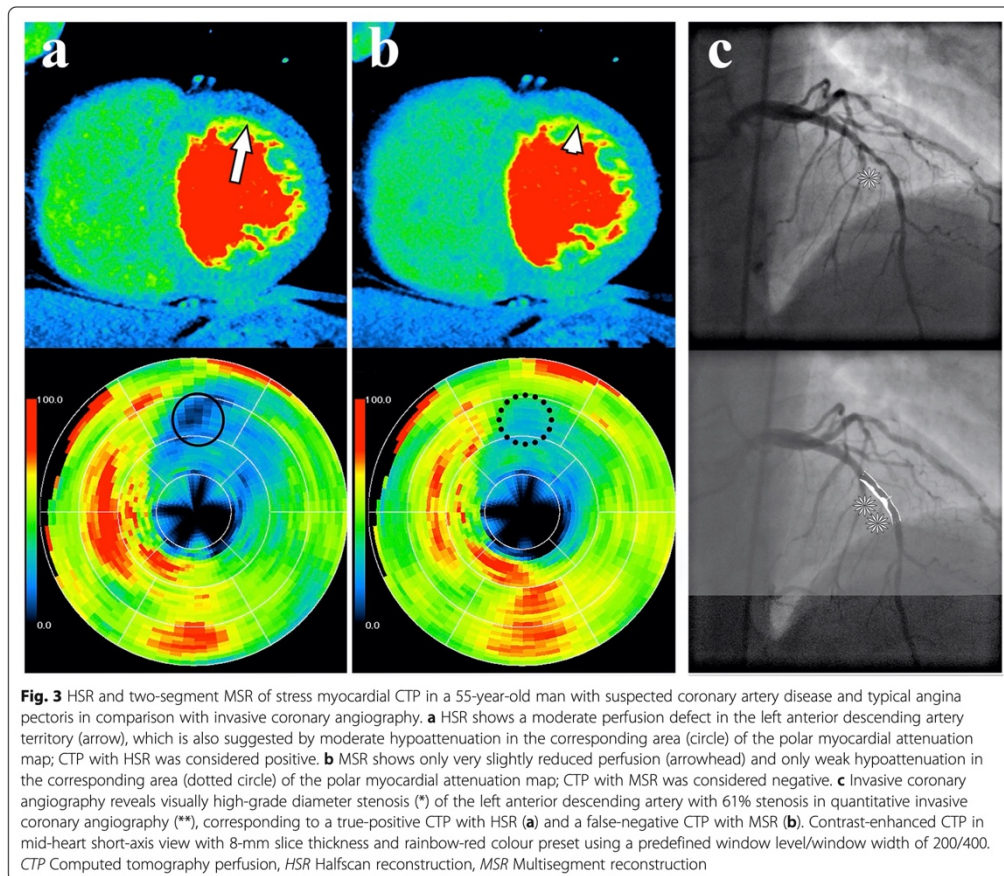 a
b
c
100.0
0.0
100.0
0.0
Fig. 3 HSR and two-segment MSR of stress myocardial CTP in a 55-year-old man with suspected coronary artery disease and typical angina
pectoris in comparison with invasive coronary angiography. a HSR shows a moderate perfusion defect in the left anterior descending artery
territory (arrow), which is also suggested by moderate hypoattenuation in the corresponding area (circle) of the polar myocardial attenuation
map; CTP with HSR was considered positive. b MSR shows only very slightly reduced perfusion (arrowhead) and only weak hypoattenuation
in the corresponding area (dotted circle) of the polar myocardial attenuation map; CTP with MSR was considered negative. c Invasive coronary
angiography reveals visually high-grade diameter stenosis (*) of the left anterior descending artery with 61% stenosis in quantitative invasive
coronary angiography (**), corresponding to a true-positive CTP with HSR (a) and a false-negative CTP with MSR (b). Contrast-enhanced CTP in
mid-heart short-axis view with 8-mm slice thickness and rainbow-red colour preset using a predefined window level/window width of 200/400.
CTP Computed tomography perfusion, HSR Halfscan reconstruction, MSR Multisegment reconstruction